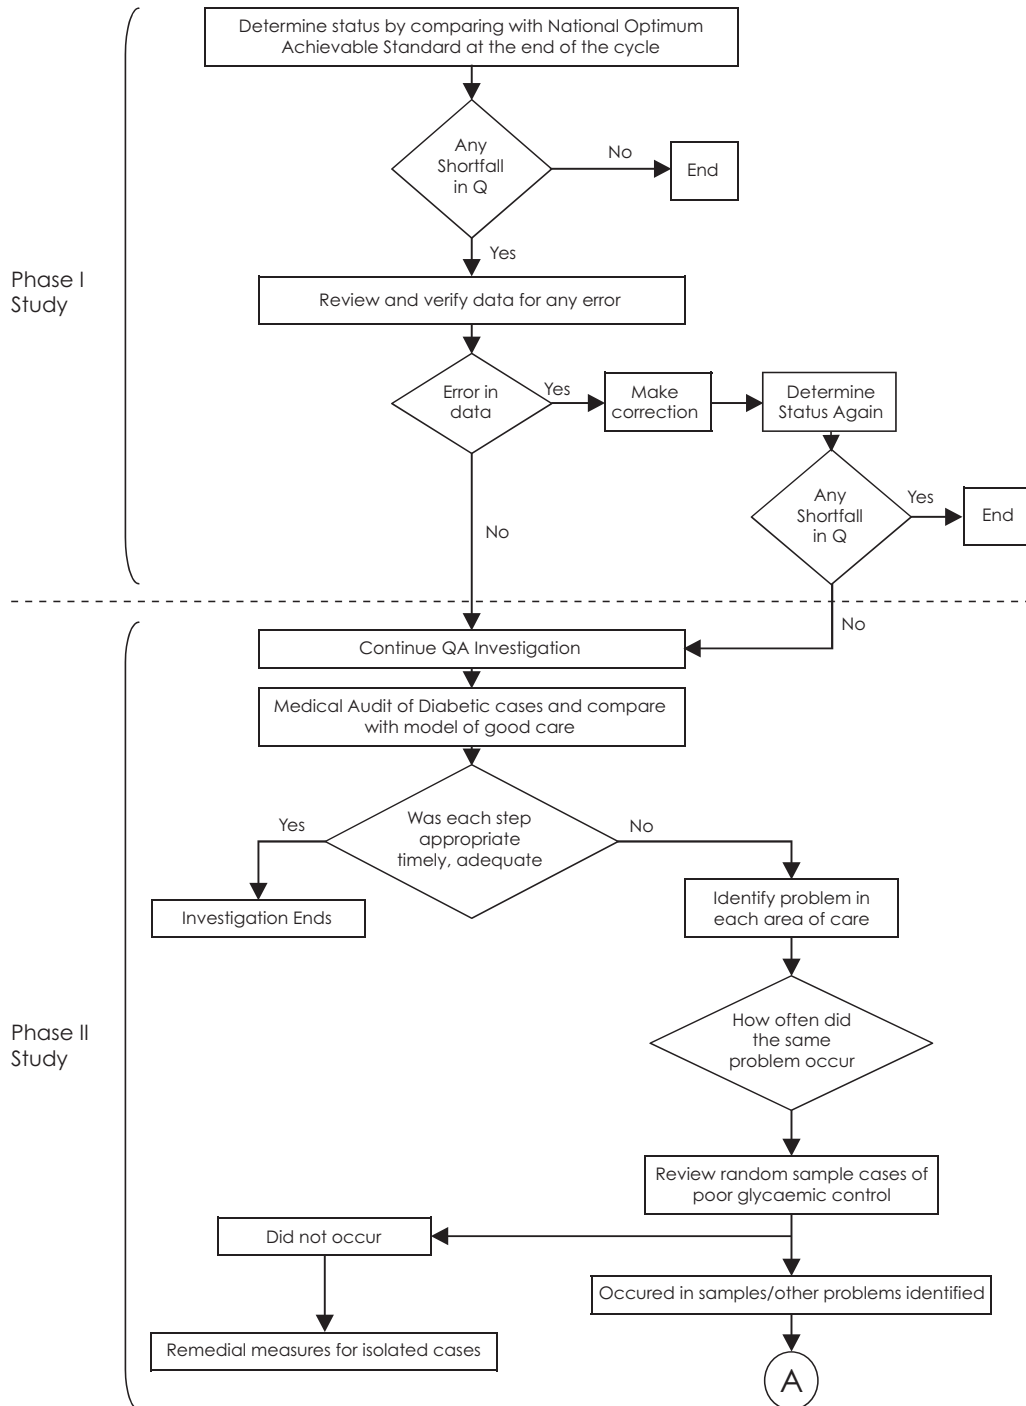 Determine status by comparing with National Optimum
Achievable Standard at the end of the cycle
Any
Shortfall
in Q
No
End
Yes
Phase I
Study
Review and verify data for any error
Error in
data
Yes
Make
correction
Determine
Status Again
Any
Shortfall
in Q
Yes
End
No
No
Continue QA Investigation
Medical Audit of Diabetic cases and compare
with model of good care
Was each step
appropriate
timely, adequate
Yes
No
Investigation Ends
Identify problem in
each area of care
Phase II
Study
How often did
the same
problem occur
Review random sample cases of
poor glycaemic control
Did not occur
Occured in samples/other problems identified
Remedial measures for isolated cases
A